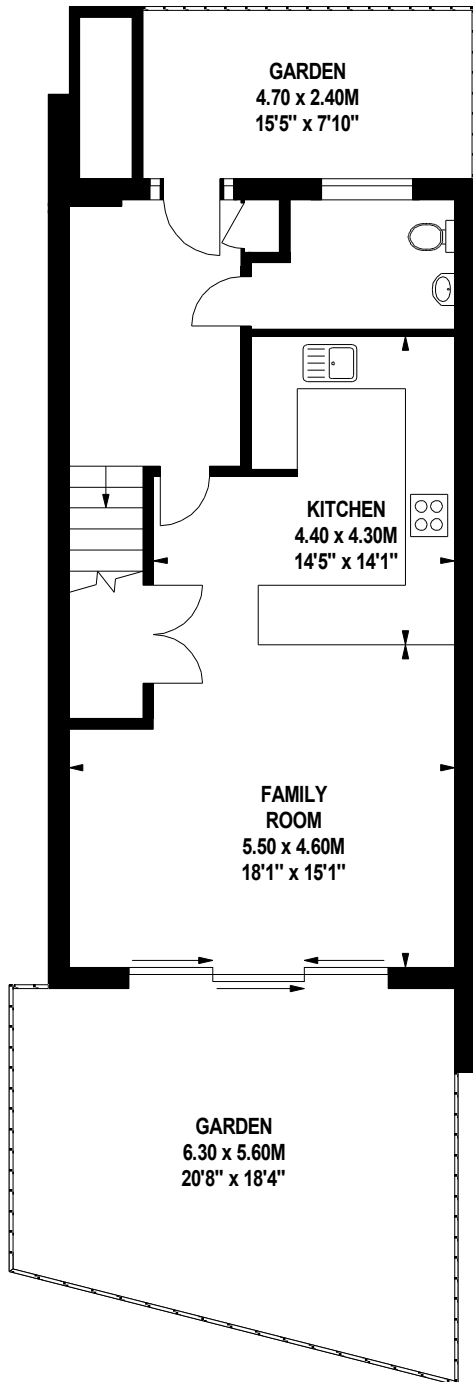 GARDEN
4.70 x 2.40M
15'5" x 7'10"
KITCHEN
4.40 x 4.30M
14'5" x 14'1"
FAMILY
ROOM
5.50 x 4.60M
18'1" x 15'1"
GARDEN
6.30 x 5.60M
20'8" x 18'4"